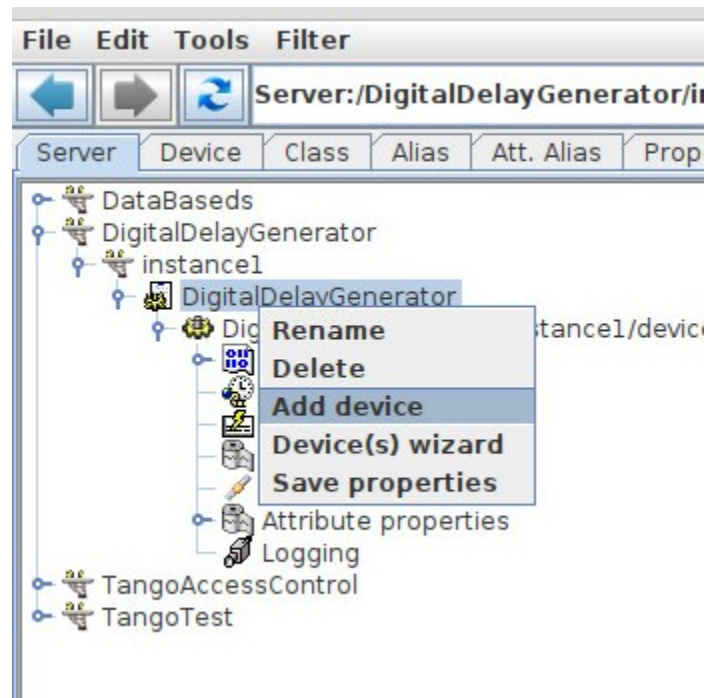 File Edit Tools Filter
Server:/DigitalDelayGenerator/i
Server Device Class Alias Att. Alias Prop
DataBaseds
DigitalDelayGenerator
instance1
DigitalDelayGenerator
Dig stance1/device
Rename
Delete
Add device
Device(s) wizard
Save properties
Attribute properties
Logging
TangoAccessControl
TangoTest